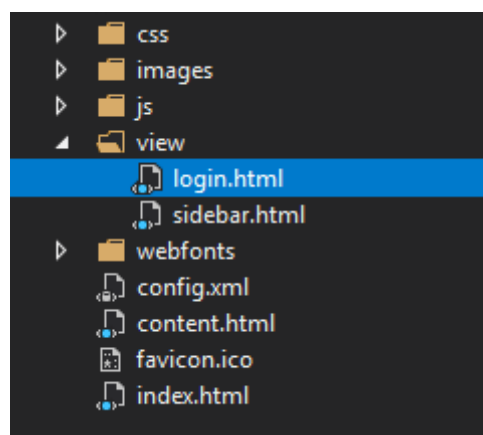 css
images
js
view
login.html
sidebar.html
webfonts
config.xml
content.html
favicon.ico
index.html